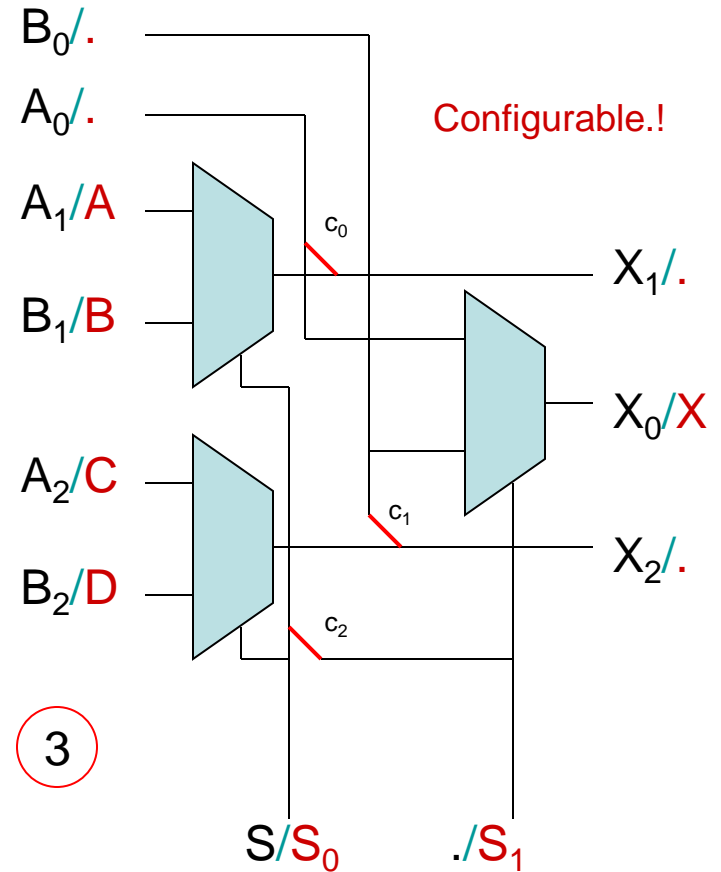 B₀/.
A₀/.
Configurable.!
A₁/A
c₀
X₁/.
B₁/B
X₀/X
A₂/C
c₁
X₂/.
B₂/D
c₂
3
S/S₀
./S₁